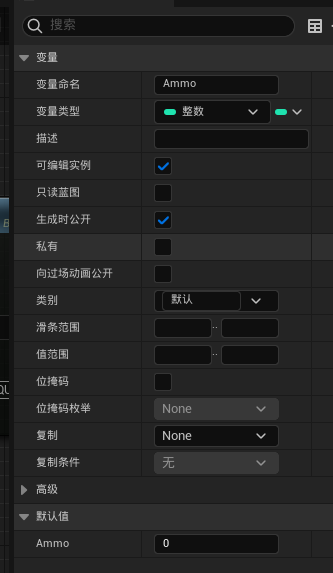 搜索
变量
变量命名 Ammo
变量类型 整数
描述
可编辑实例
只读蓝图
生成时公开
私有
向过场动画公开
类别 默认
滑条范围 ..
值范围 ..
位掩码
位掩码枚举 None
复制 None
复制条件 无
高级
默认值
Ammo 0